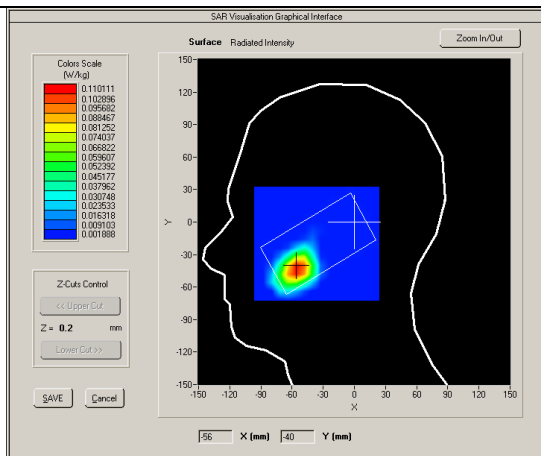 SAR Visualisation Graphical Interface
Surface Radiated Intensity
Zoom In/Out
Colors Scale
(W/kg)
0.110111
0.102896
0.095682
0.088467
0.081252
0.074037
0.066822
0.059607
0.052392
0.045177
0.037962
0.030748
0.023533
0.016318
0.009103
0.001888
Z-Cuts Control
<< Upper Cut
Z = 0.2 mm
Lower Cut >>
SAVE Cancel
150
120
90
60
30
0
-30
-60
-90
-120
-150
Y
-150 -120 -90 -60 -30 0 30 60 90 120 150
X
-56 X (mm) -40 Y (mm)